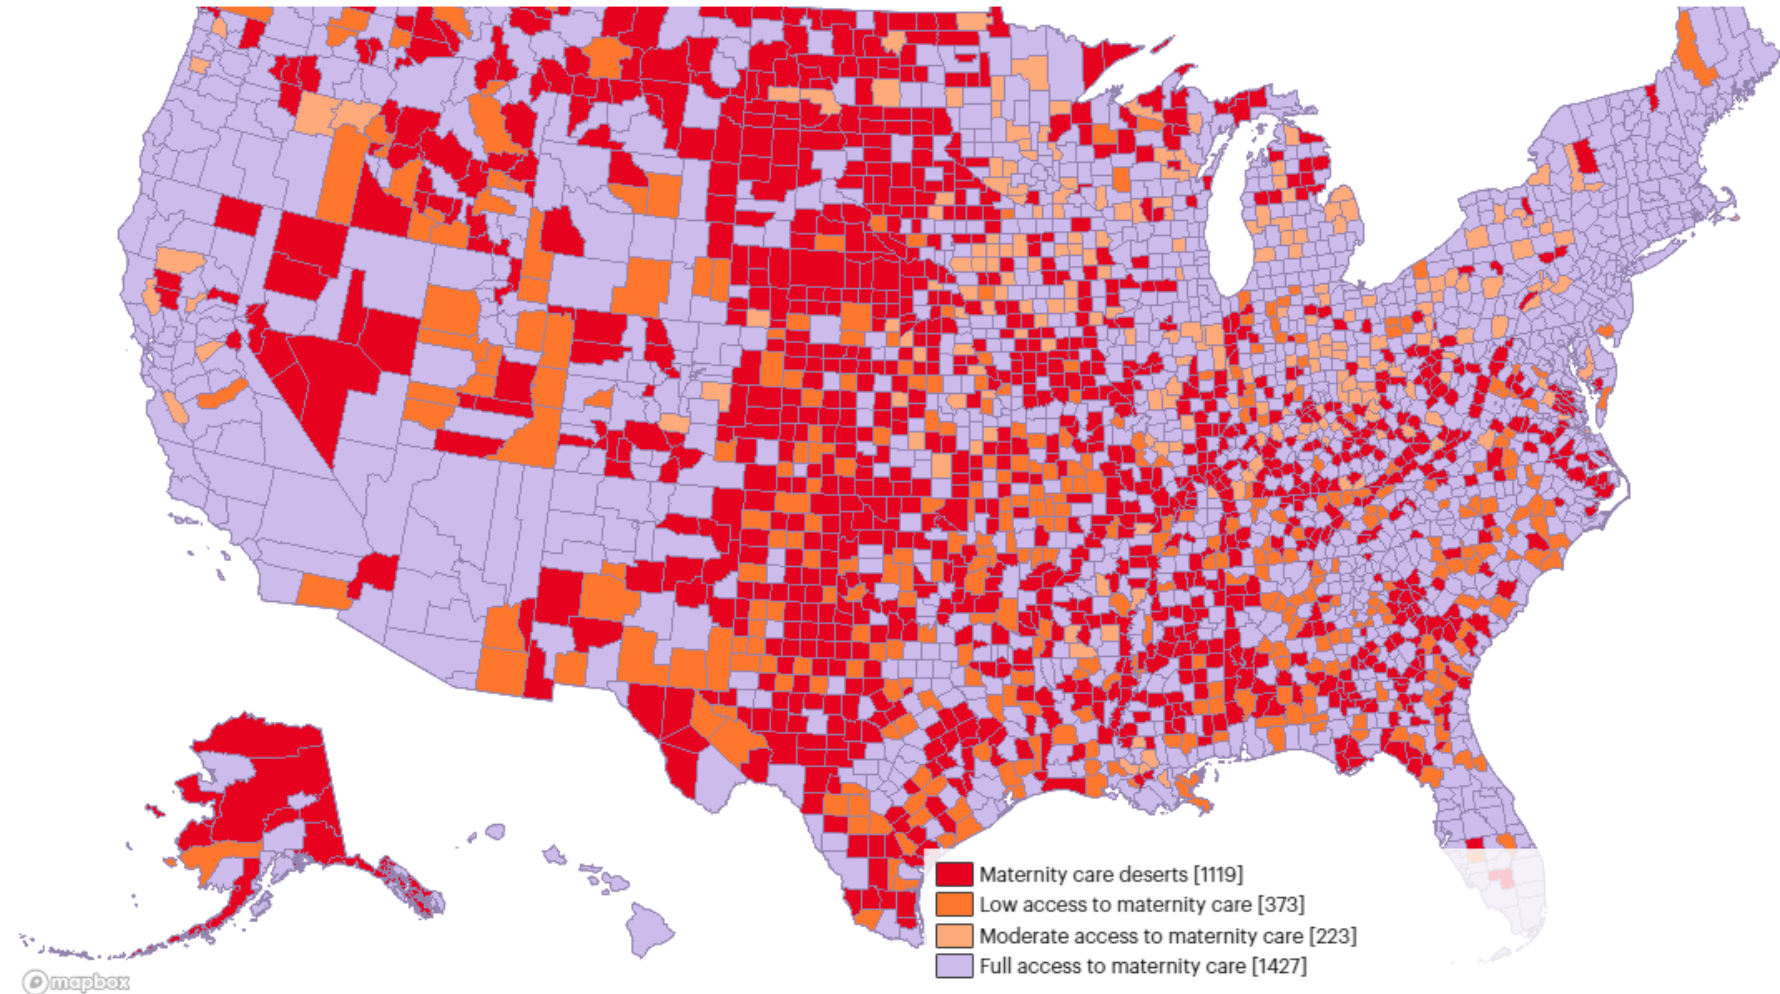 Maternity care deserts [1119]
Low access to maternity care [373]
Moderate access to maternity care [223]
Full access to maternity care [1427]
mapbox